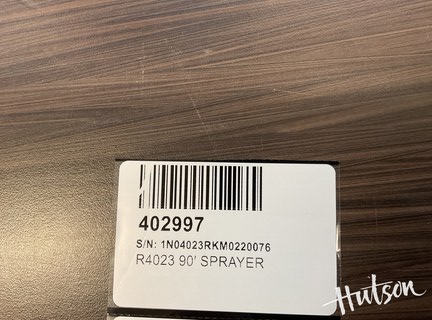 402997
S/N: 1N04023RKM0220076
R4023 90' SPRAYER
Hutson